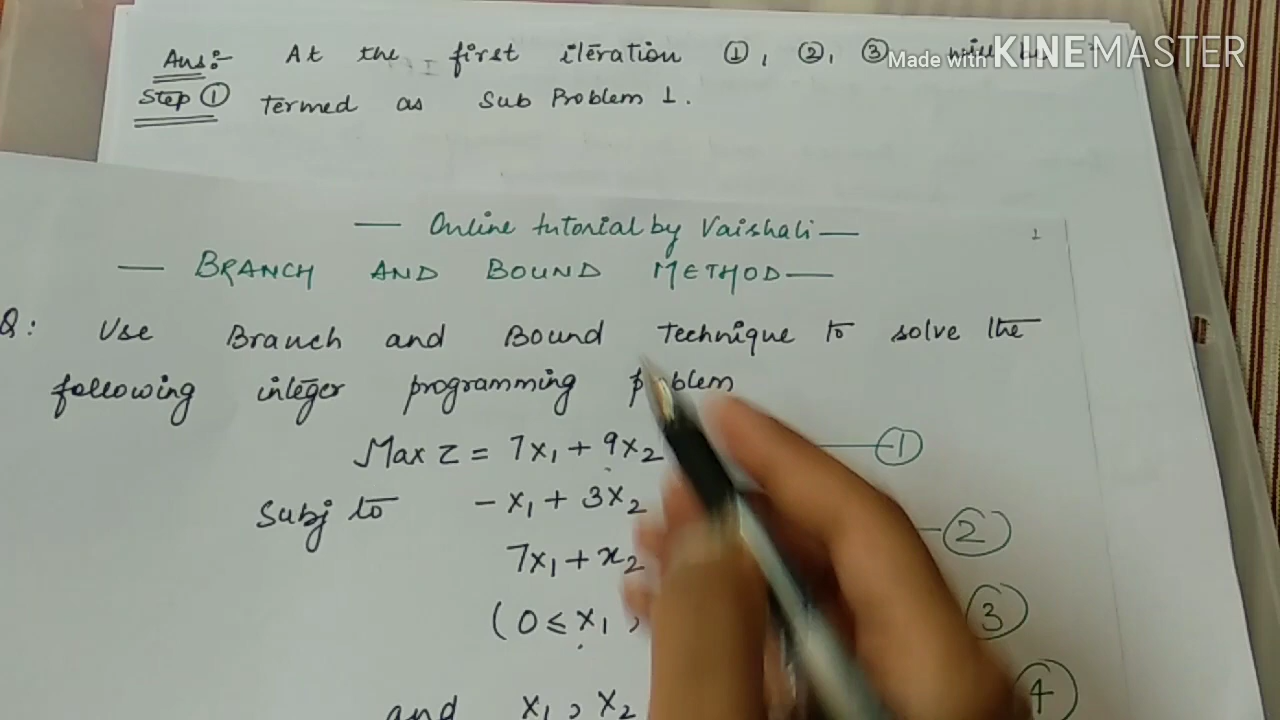 Ans:- At the first iteration ①, ②, ③
Made with KINEMASTER
Step ① termed as Sub Problem 1.
— Online tutorial by Vaishali —
1
— BRANCH AND BOUND METHOD —
Q: Use Branch and Bound Technique to solve the
following integer programming problem
Max z = 7x₁ + 9x₂ — ①
Subj to - x₁ + 3x₂ — ②
7x₁ + x₂
(0 ≤ x₁, ③
and x₁, x₂ ④